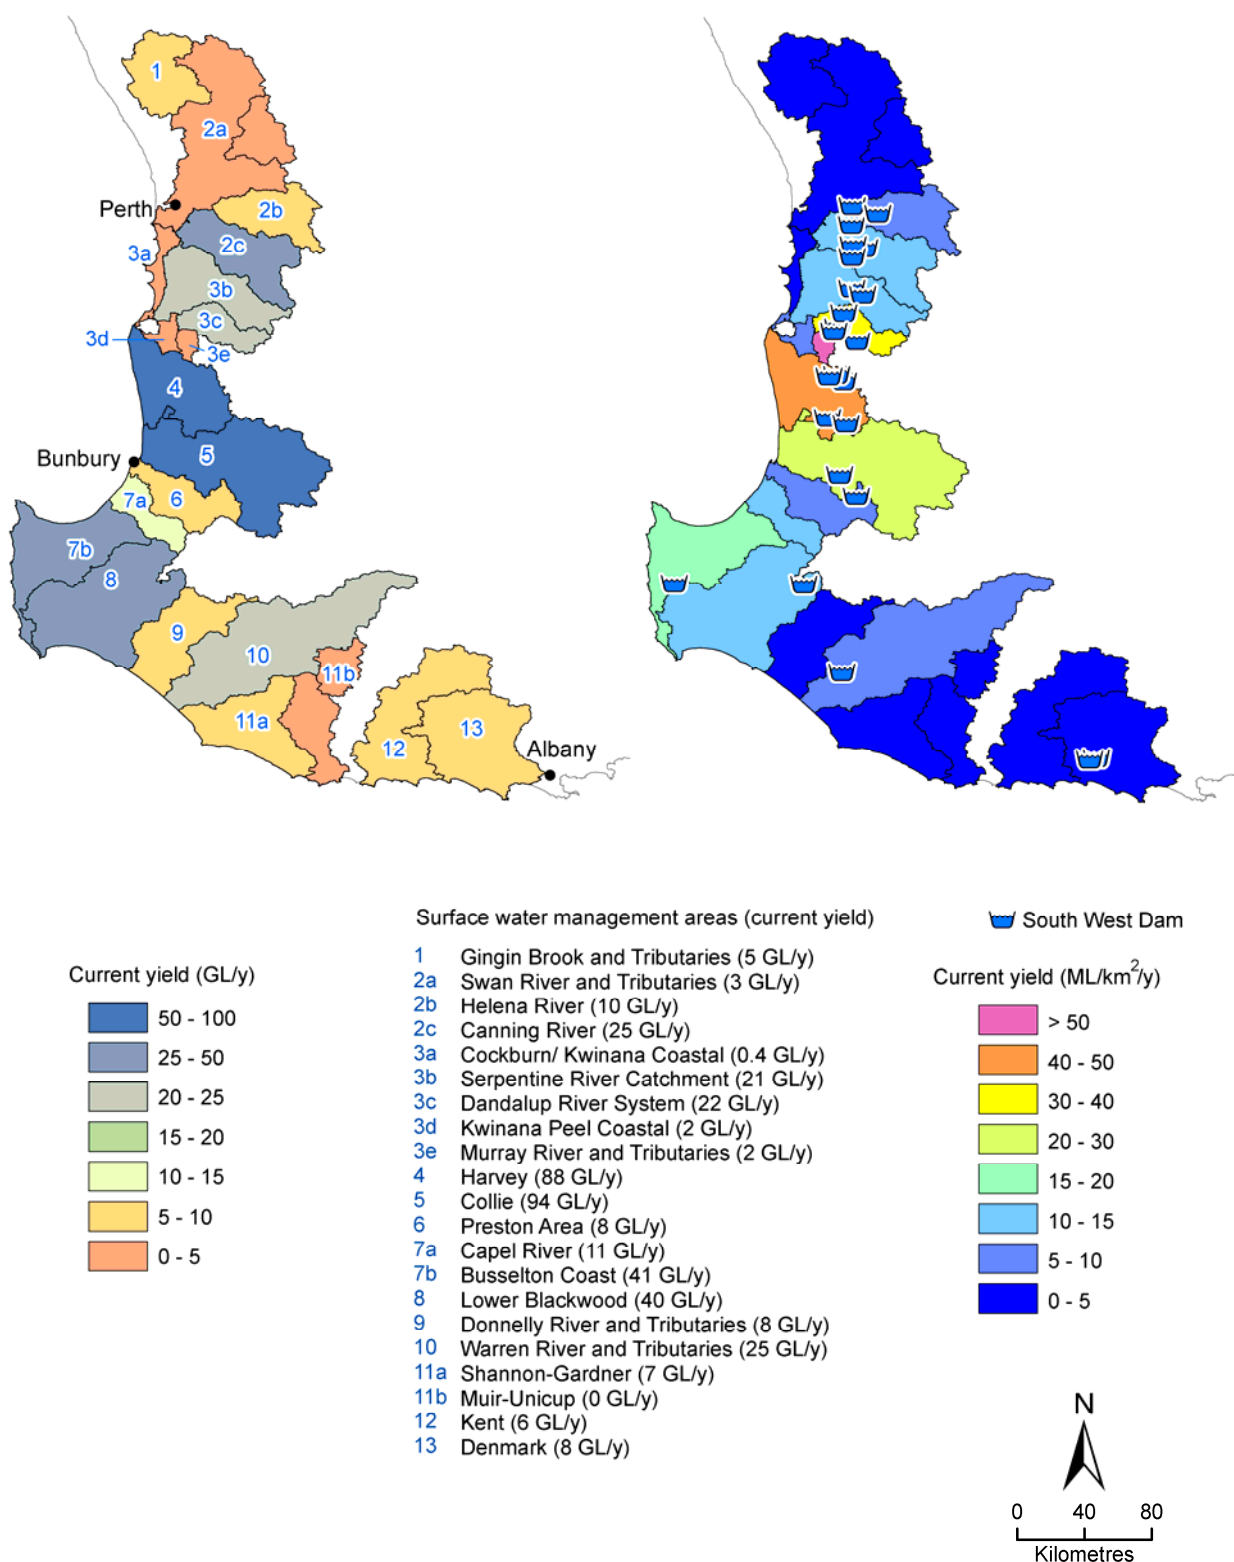 1
2a
Perth
2b
3a
2c
3b
3c
3d
3e
4
Bunbury
5
7a
6
7b
8
9
10
11b
11a
12
13
Albany
Surface water management areas (current yield)
1 Gingin Brook and Tributaries (5 GL/y)
2a Swan River and Tributaries (3 GL/y)
2b Helena River (10 GL/y)
2c Canning River (25 GL/y)
3a Cockburn/ Kwinana Coastal (0.4 GL/y)
3b Serpentine River Catchment (21 GL/y)
3c Dandalup River System (22 GL/y)
3d Kwinana Peel Coastal (2 GL/y)
3e Murray River and Tributaries (2 GL/y)
4 Harvey (88 GL/y)
5 Collie (94 GL/y)
6 Preston Area (8 GL/y)
7a Capel River (11 GL/y)
7b Busselton Coast (41 GL/y)
8 Lower Blackwood (40 GL/y)
9 Donnelly River and Tributaries (8 GL/y)
10 Warren River and Tributaries (25 GL/y)
11a Shannon-Gardner (7 GL/y)
11b Muir-Unicup (0 GL/y)
12 Kent (6 GL/y)
13 Denmark (8 GL/y)
Current yield (GL/y)
50 - 100
25 - 50
20 - 25
15 - 20
10 - 15
5 - 10
0 - 5
South West Dam
Current yield (ML/km²/y)
> 50
40 - 50
30 - 40
20 - 30
15 - 20
10 - 15
5 - 10
0 - 5
N
0 40 80
Kilometres